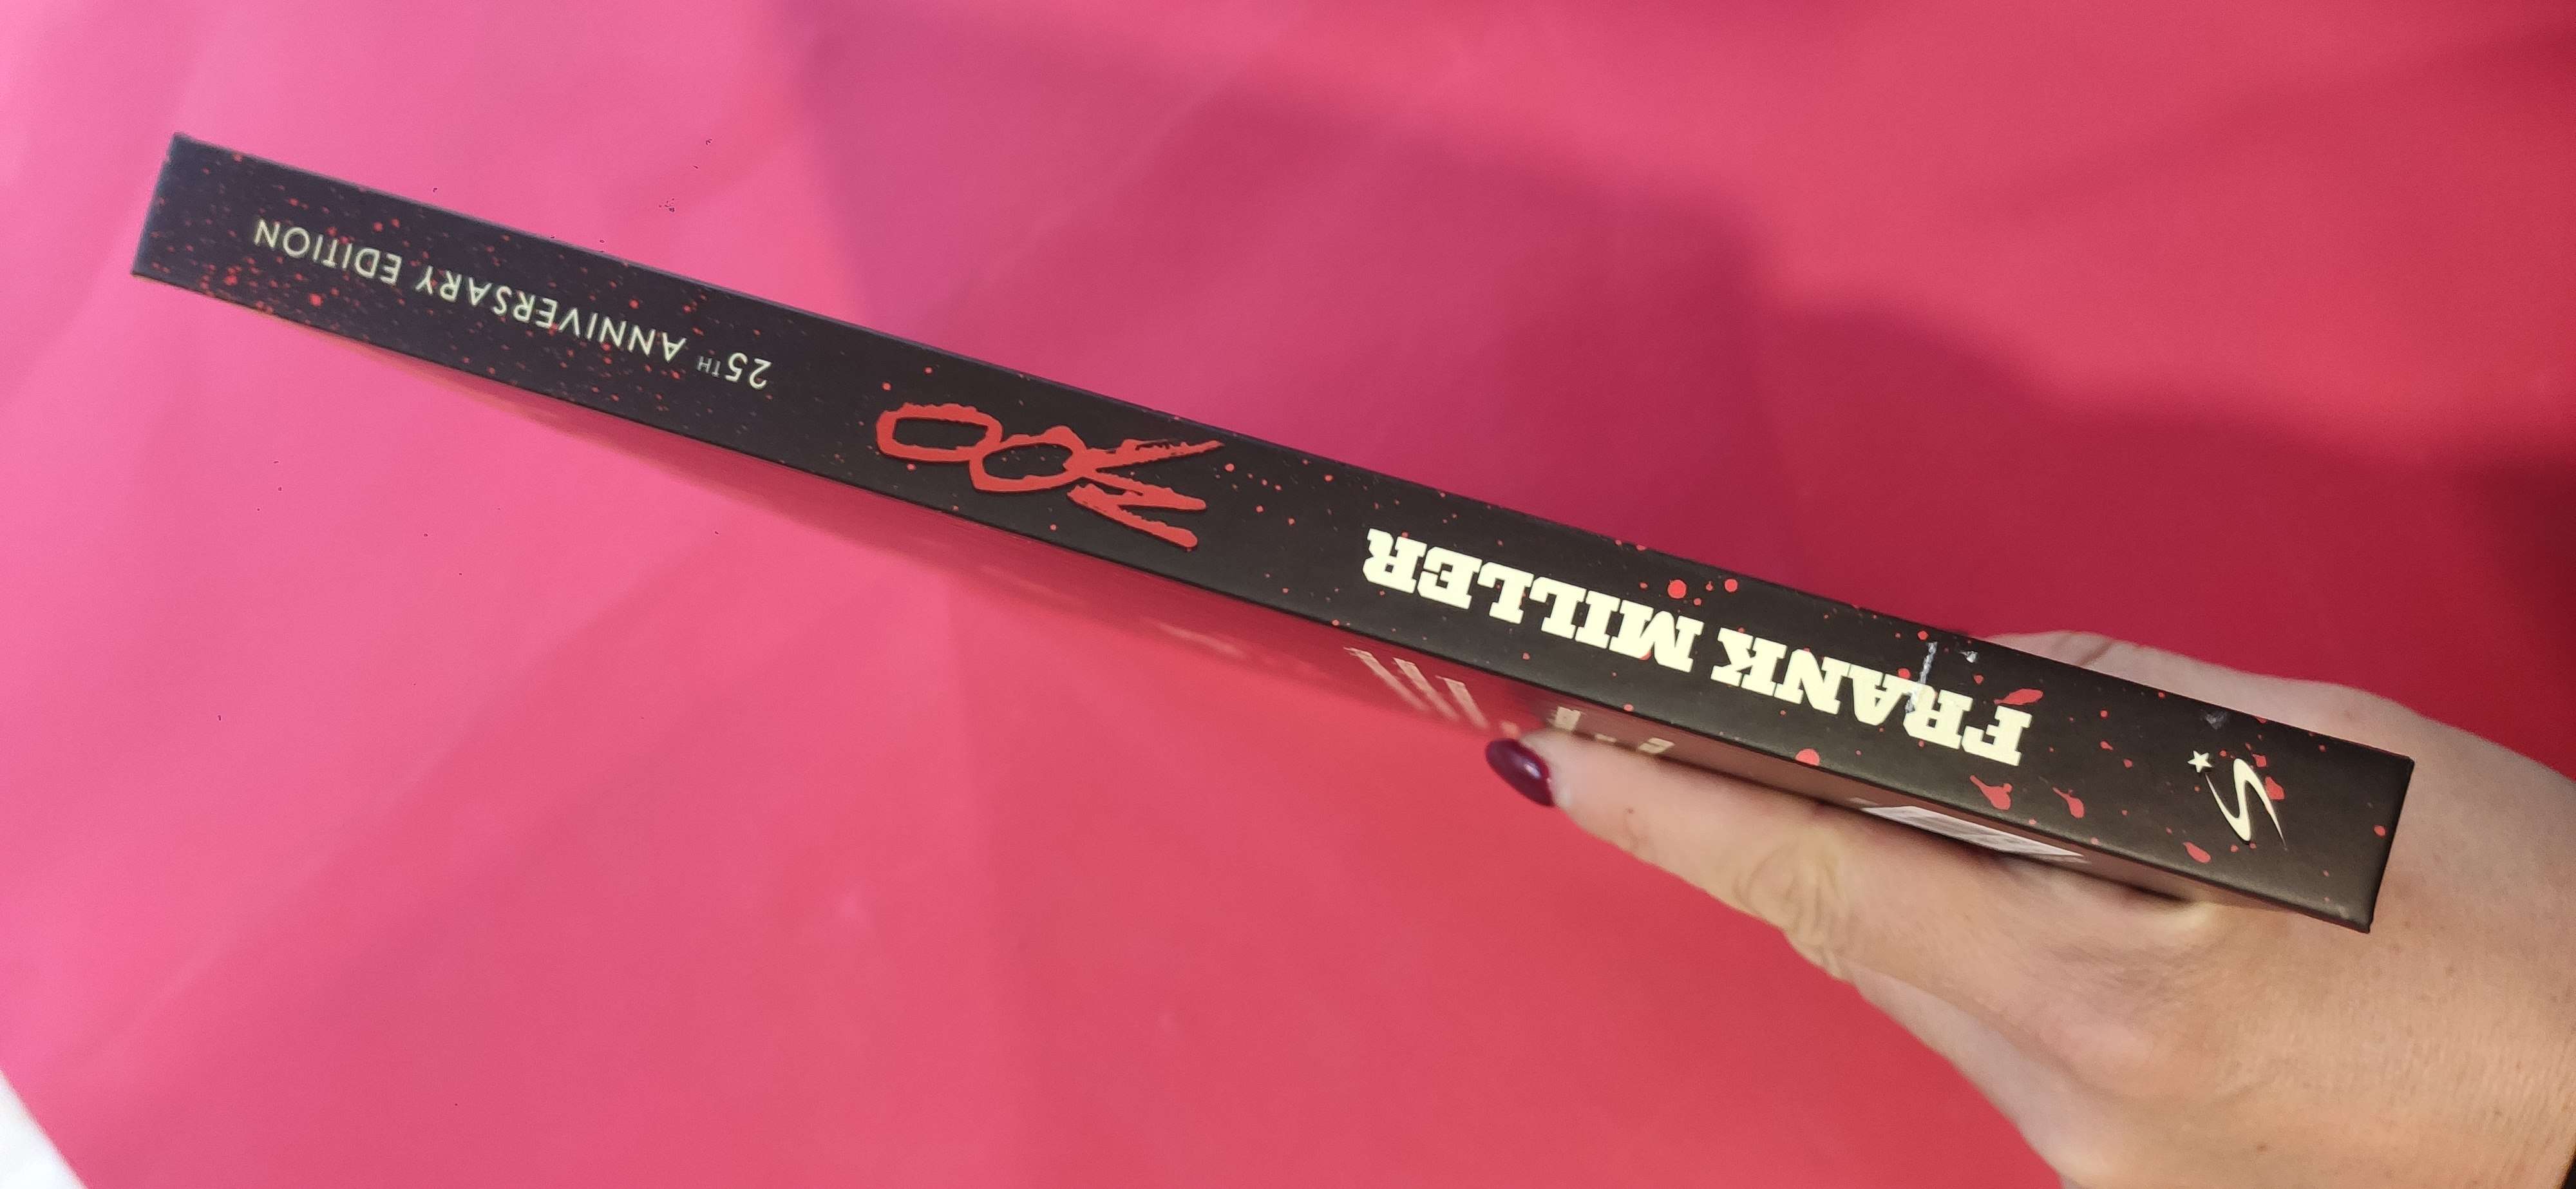 S
FRANK MILLER
300
25TH ANNIVERSARY EDITION